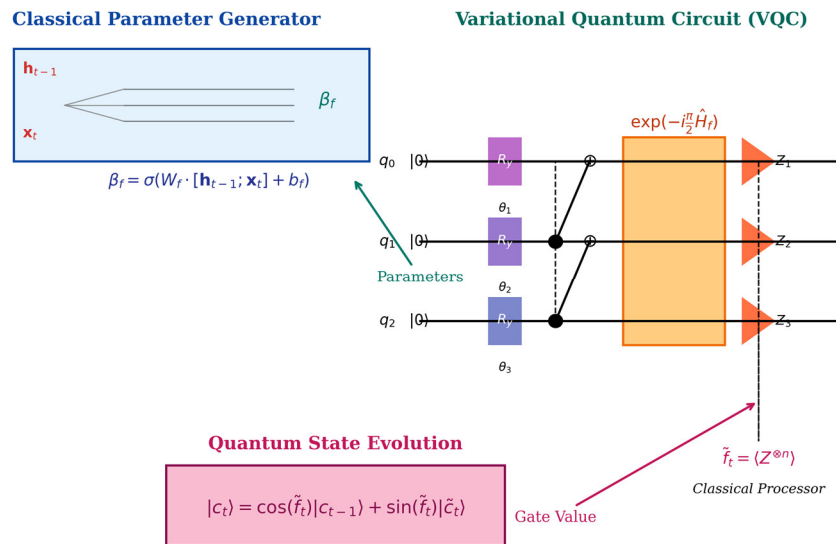 Classical Parameter Generator
Variational Quantum Circuit (VQC)
h_{t−1}
β_f
x_t
β_f = σ(W_f · [h_{t−1}; x_t] + b_f)
exp(−i\frac{π}{2}Ĥ_f)
q_0 |0⟩ R_y ⊕ Z_1
θ_1
q_1 |0⟩ R_y ⊕ Z_2
Parameters
θ_2
q_2 |0⟩ R_y Z_3
θ_3
Quantum State Evolution
f̃_t = ⟨Z^{⊗n}⟩
Classical Processor
|c_t⟩ = cos(f̃_t)|c_{t−1}⟩ + sin(f̃_t)|c̃_t⟩
Gate Value